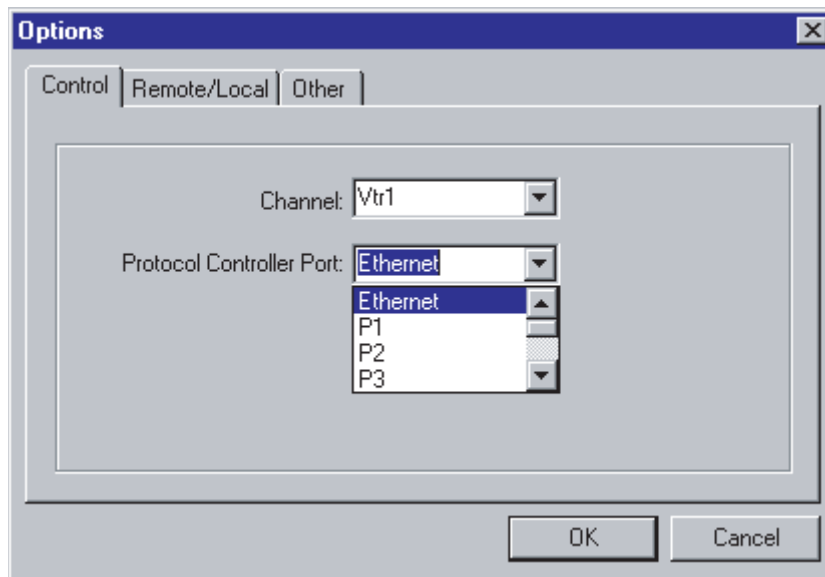 Options
Control Remote/Local Other
Channel: Vtr1
Protocol Controller Port: Ethernet
Ethernet
P1
P2
P3
OK Cancel